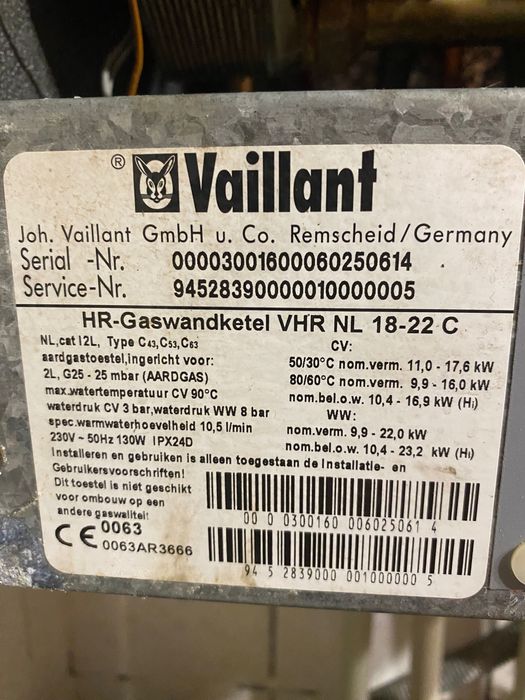 ® Vaillant
Joh. Vaillant GmbH u. Co. Remscheid/Germany
Serial -Nr. 00003001600060250614
Service-Nr. 94528390000010000005
HR-Gaswandketel VHR NL 18-22 C
NL,cat I2L, Type C43,C53,C63
aardgastoestel,ingericht voor:
2L, G25 - 25 mbar (AARDGAS)
max.watertemperatuur CV 90°C
waterdruk CV 3 bar,waterdruk WW 8 bar
spec.warmwaterhoevelheid 10,5 l/min
230V ~ 50Hz 130W IPX24D
CV:
50/30°C nom.verm. 11,0 - 17,6 kW
80/60°C nom.verm. 9,9 - 16,0 kW
nom.bel.o.w. 10,4 - 16,9 kW (Hi)
WW:
nom.verm. 9,9 - 22,0 kW
nom.bel.o.w. 10,4 - 23,2 kW (Hi)
Installeren en gebruiken is alleen toegestaan de Installatie- en
Gebruikersvoorschriften!
Dit toestel is niet geschikt
voor ombouw op een
andere gaswaliteit
CE 0063
0063AR3666
00 0 0300160 006025061 4
94 5 2839000 001000000 5